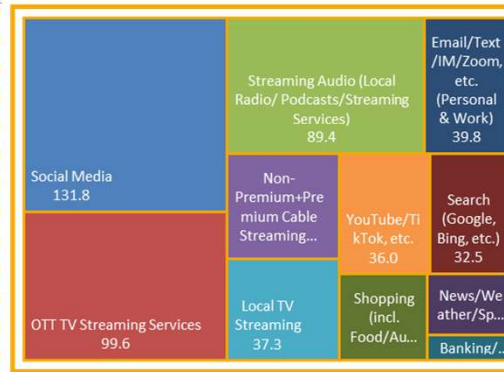 Social Media
131.8
OTT TV Streaming Services
99.6
Streaming Audio (Local
Radio/ Podcasts/Streaming
Services)
89.4
Email/Text
/IM/Zoom,
etc.
(Personal
& Work)
39.8
Non-
Premium+Pre
mium Cable
Streaming...
Local TV
Streaming
37.3
YouTube/Ti
kTok, etc.
36.0
Search
(Google,
Bing, etc.)
32.5
Shopping
(incl.
Food/Au...
News/We
ather/Sp...
Banking/...